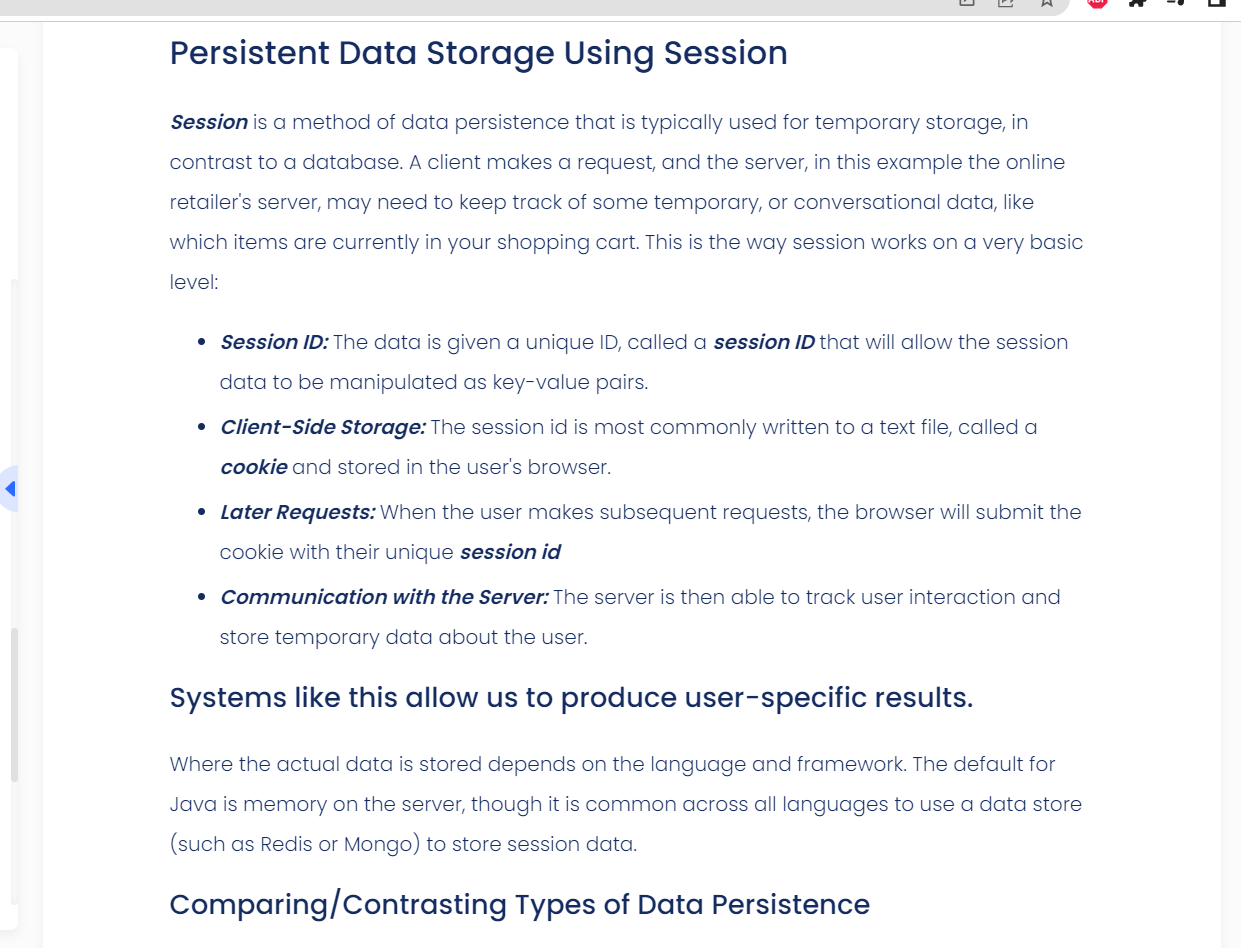 Persistent Data Storage Using Session
Session is a method of data persistence that is typically used for temporary storage, in
contrast to a database. A client makes a request, and the server, in this example the online
retailer's server, may need to keep track of some temporary, or conversational data, like
which items are currently in your shopping cart. This is the way session works on a very basic
level:
• Session ID: The data is given a unique ID, called a session ID that will allow the session
data to be manipulated as key-value pairs.
• Client-Side Storage: The session id is most commonly written to a text file, called a
cookie and stored in the user's browser.
• Later Requests: When the user makes subsequent requests, the browser will submit the
cookie with their unique session id
• Communication with the Server: The server is then able to track user interaction and
store temporary data about the user.
Systems like this allow us to produce user-specific results.
Where the actual data is stored depends on the language and framework. The default for
Java is memory on the server, though it is common across all languages to use a data store
(such as Redis or Mongo) to store session data.
Comparing/Contrasting Types of Data Persistence